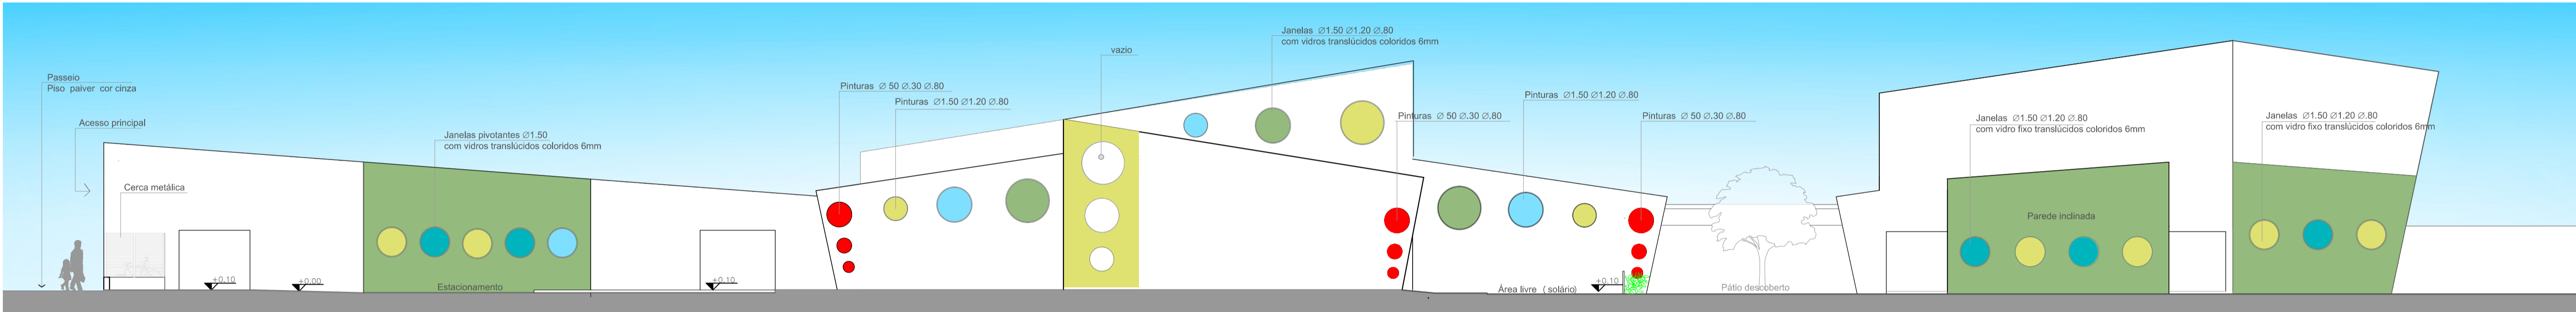 Passeio
Piso paiver cor cinza
Acesso principal
Cerca metálica
+0,10
+0,00
Janelas pivotantes Ø1.50
com vidros translúcidos coloridos 6mm
Estacionamento
+0,10
Pinturas Ø 50 Ø.30 Ø.80
Pinturas Ø1.50 Ø1.20 Ø.80
vazio
Janelas Ø1.50 Ø1.20 Ø.80
com vidros translúcidos coloridos 6mm
Pinturas Ø 50 Ø.30 Ø.80
Pinturas Ø1.50 Ø1.20 Ø.80
Pinturas Ø 50 Ø.30 Ø.80
Área livre ( solário)
+0,10
Pátio descoberto
Janelas Ø1.50 Ø1.20 Ø.80
com vidro fixo translúcidos coloridos 6mm
Parede inclinada
Janelas Ø1.50 Ø1.20 Ø.80
com vidro fixo translúcidos coloridos 6mm